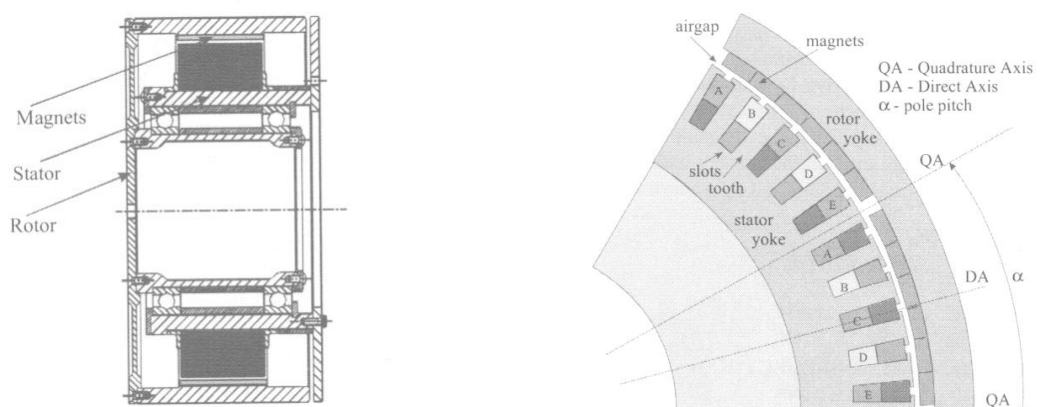 Magnets
Stator
Rotor
airgap
magnets
QA - Quadrature Axis
DA - Direct Axis
α - pole pitch
A
B
C
D
E
A
B
C
D
E
slots
tooth
stator
yoke
rotor
yoke
QA
DA
α
QA